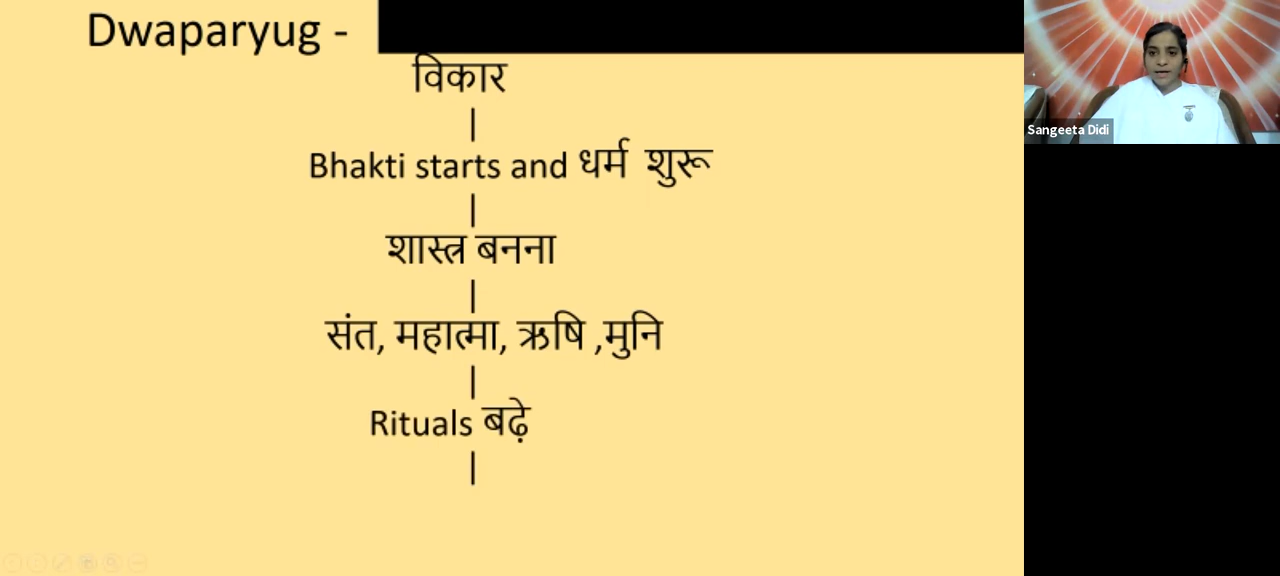 Dwaparyug -
विकार
|
Bhakti starts and धर्म शुरू
|
शास्त्र बनना
|
संत, महात्मा, ऋषि ,मुनि
|
Rituals बढ़े
|
Sangeeta Didi